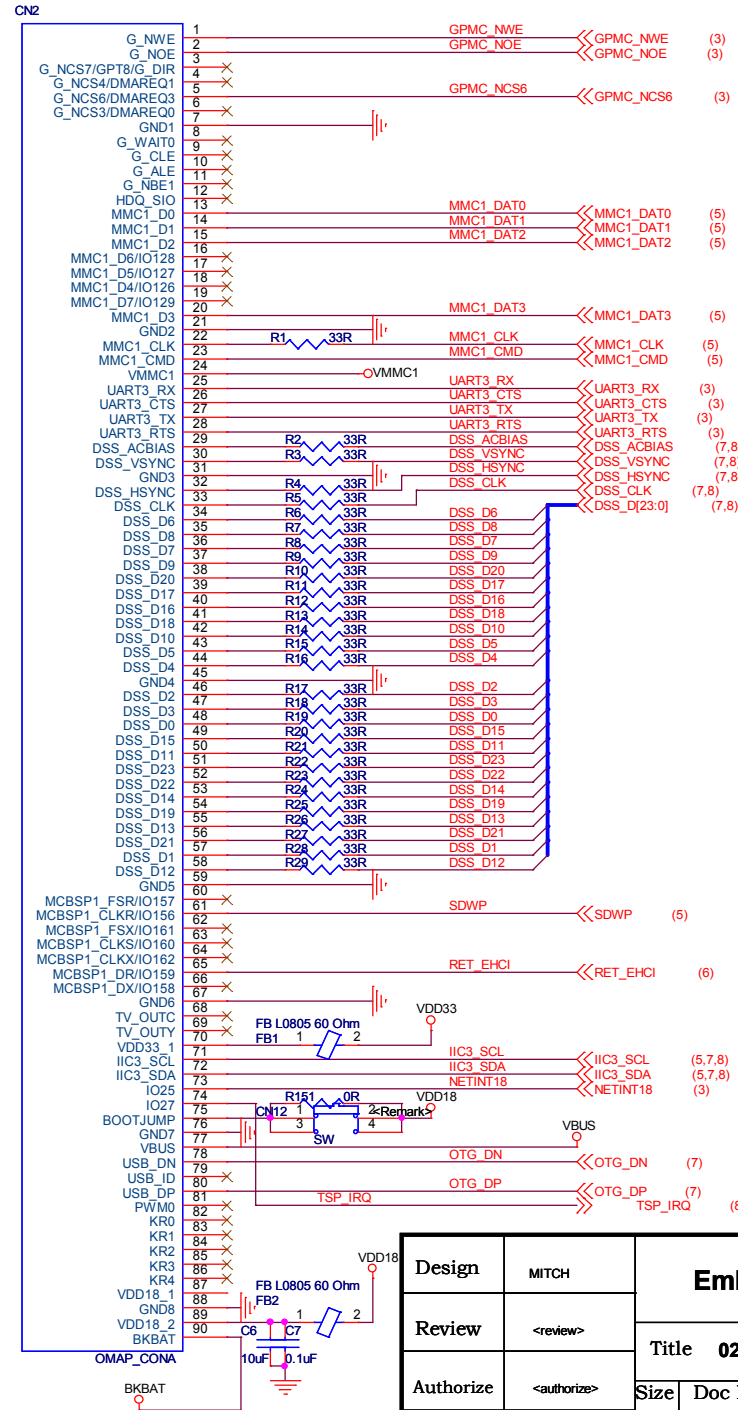 CN2
1
G_NWE GPMC_NWE GPMC_NWE (3)
2
G_NOE GPMC_NOE GPMC_NOE (3)
3
G_NCS7/GPT8/G_DIR
4
G_NCS4/DMAREQ1
5
G_NCS6/DMAREQ3 GPMC_NCS6 GPMC_NCS6 (3)
6
G_NCS3/DMAREQ0
7
GND1
8
G_WAIT0
9
G_CLE
10
G_ALE
11
G_NBE1
12
HDQ_SIO
13
MMC1_D0 MMC1_DAT0 MMC1_DAT0 (5)
14
MMC1_D1 MMC1_DAT1 MMC1_DAT1 (5)
15
MMC1_D2 MMC1_DAT2 MMC1_DAT2 (5)
16
MMC1_D6/IO128
17
MMC1_D5/IO127
18
MMC1_D4/IO126
19
MMC1_D7/IO129
20
MMC1_D3 MMC1_DAT3 MMC1_DAT3 (5)
21
GND2
22
MMC1_CLK R1 33R MMC1_CLK MMC1_CLK (5)
23
MMC1_CMD MMC1_CMD MMC1_CMD (5)
24
VMMC1 VMMC1
25
UART3_RX UART3_RX UART3_RX (3)
26
UART3_CTS UART3_CTS UART3_CTS (3)
27
UART3_TX UART3_TX UART3_TX (3)
28
UART3_RTS UART3_RTS UART3_RTS (3)
29
DSS_ACBIAS R2 33R DSS_ACBIAS DSS_ACBIAS (7,8
30
DSS_VSYNC R3 33R DSS_VSYNC DSS_VSYNC (7,8
31
GND3
32
DSS_HSYNC R4 33R DSS_HSYNC DSS_HSYNC (7,8
33
DSS_CLK R5 33R DSS_CLK DSS_CLK (7,8)
34
DSS_D6 R6 33R DSS_D6 DSS_D[23:0] (7,8)
35
DSS_D8 R7 33R DSS_D8
36
DSS_D7 R8 33R DSS_D7
37
DSS_D9 R9 33R DSS_D9
38
DSS_D20 R10 33R DSS_D20
39
DSS_D17 R11 33R DSS_D17
40
DSS_D16 R12 33R DSS_D16
41
DSS_D18 R13 33R DSS_D18
42
DSS_D10 R14 33R DSS_D10
43
DSS_D5 R15 33R DSS_D5
44
DSS_D4 R16 33R DSS_D4
45
GND4
46
DSS_D2 R17 33R DSS_D2
47
DSS_D3 R18 33R DSS_D3
48
DSS_D0 R19 33R DSS_D0
49
DSS_D15 R20 33R DSS_D15
50
DSS_D11 R21 33R DSS_D11
51
DSS_D23 R22 33R DSS_D23
52
DSS_D22 R23 33R DSS_D22
53
DSS_D14 R24 33R DSS_D14
54
DSS_D19 R25 33R DSS_D19
55
DSS_D13 R26 33R DSS_D13
56
DSS_D21 R27 33R DSS_D21
57
DSS_D1 R28 33R DSS_D1
58
DSS_D12 R29 33R DSS_D12
59
GND5
60
MCBSP1_FSR/IO157
61
MCBSP1_CLKR/IO156 SDWP SDWP (5)
62
MCBSP1_FSX/IO161
63
MCBSP1_CLKS/IO160
64
MCBSP1_CLKX/IO162
65
MCBSP1_DR/IO159 RET_EHCI RET_EHCI (6)
66
MCBSP1_DX/IO158
67
GND6
68
TV_OUTC
69
TV_OUTY
70
VDD33_1 FB L0805 60 Ohm FB1 1 2 VDD33
71
IIC3_SCL IIC3_SCL IIC3_SCL (5,7,8)
72
IIC3_SDA IIC3_SDA IIC3_SDA (5,7,8)
73
IO25 NETINT18 NETINT18 (3)
74
IO27 R151 0R VDD18
75
BOOTJUMP CN12 1 2 <Remark>
3 4
SW
76
GND7
77
VBUS VBUS
78
USB_DN OTG_DN OTG_DN (7)
79
USB_ID
80
USB_DP OTG_DP OTG_DP (7)
81
PWM0 TSP_IRQ TSP_IRQ (8
82
KR0
83
KR1
84
KR2
85
KR3
86
KR4
87
VDD18_1
88
GND8
89
VDD18_2 FB L0805 60 Ohm FB2 1 2 VDD18
90
BKBAT
C6 C7
10uF 0.1uF
OMAP_CONA
BKBAT
Design MITCH
Review <review>
Authorize <authorize>
Title 02
Size Doc